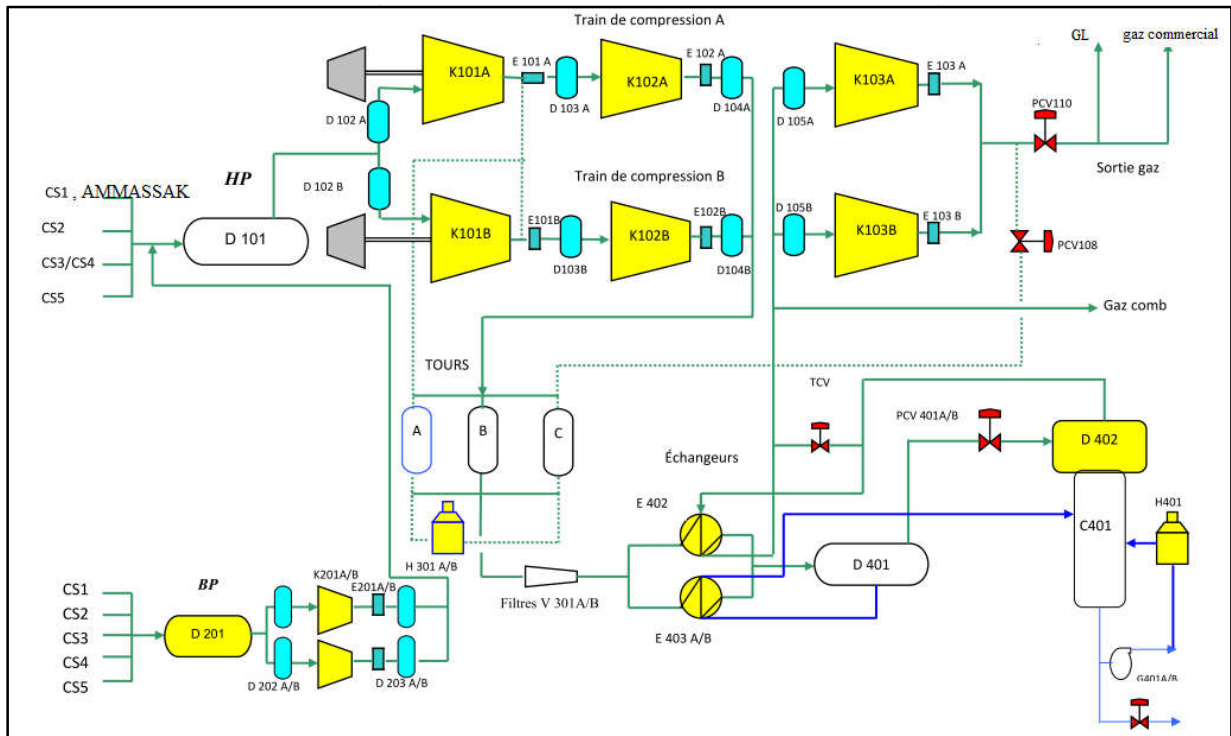 Train de compression A
GL
gaz commercial
K101A
E 101 A
D 103 A
K102A
E 102 A
D 104A
D 105A
K103A
E 103 A
PCV110
D 102 A
HP
D 102 B
Train de compression B
Sortie gaz
CS1 , AMMASSAK
CS2
CS3/CS4
CS5
D 101
K101B
E101B
D103B
K102B
E102B
D104B
D 105B
K103B
E 103 B
PCV108
Gaz comb
TOURS
TCV
PCV 401A/B
D 402
A
B
C
Échangeurs
E 402
C401
H401
H 301 A/B
D 401
Filtres V 301A/B
E 403 A/B
BP
K201A/B
E201A/B
CS1
CS2
CS3
CS4
CS5
D 201
D 202 A/B
D 203 A/B
G401A/B